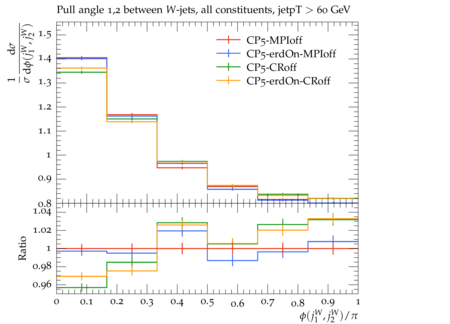 Pull angle 1,2 between W-jets, all constituents, jetpT > 60 GeV
1/σ dσ/dϕ(j₁ᵂ, j₂ᵂ)
CP5-MPIoff
CP5-erdOn-MPIoff
CP5-CRoff
CP5-erdOn-CRoff
1.5
1.4
1.3
1.2
1.1
1
0.9
0.8
1.04
1.02
1
0.98
0.96
Ratio
0 0.1 0.2 0.3 0.4 0.5 0.6 0.7 0.8 0.9 1
ϕ(j₁ᵂ, j₂ᵂ)/π